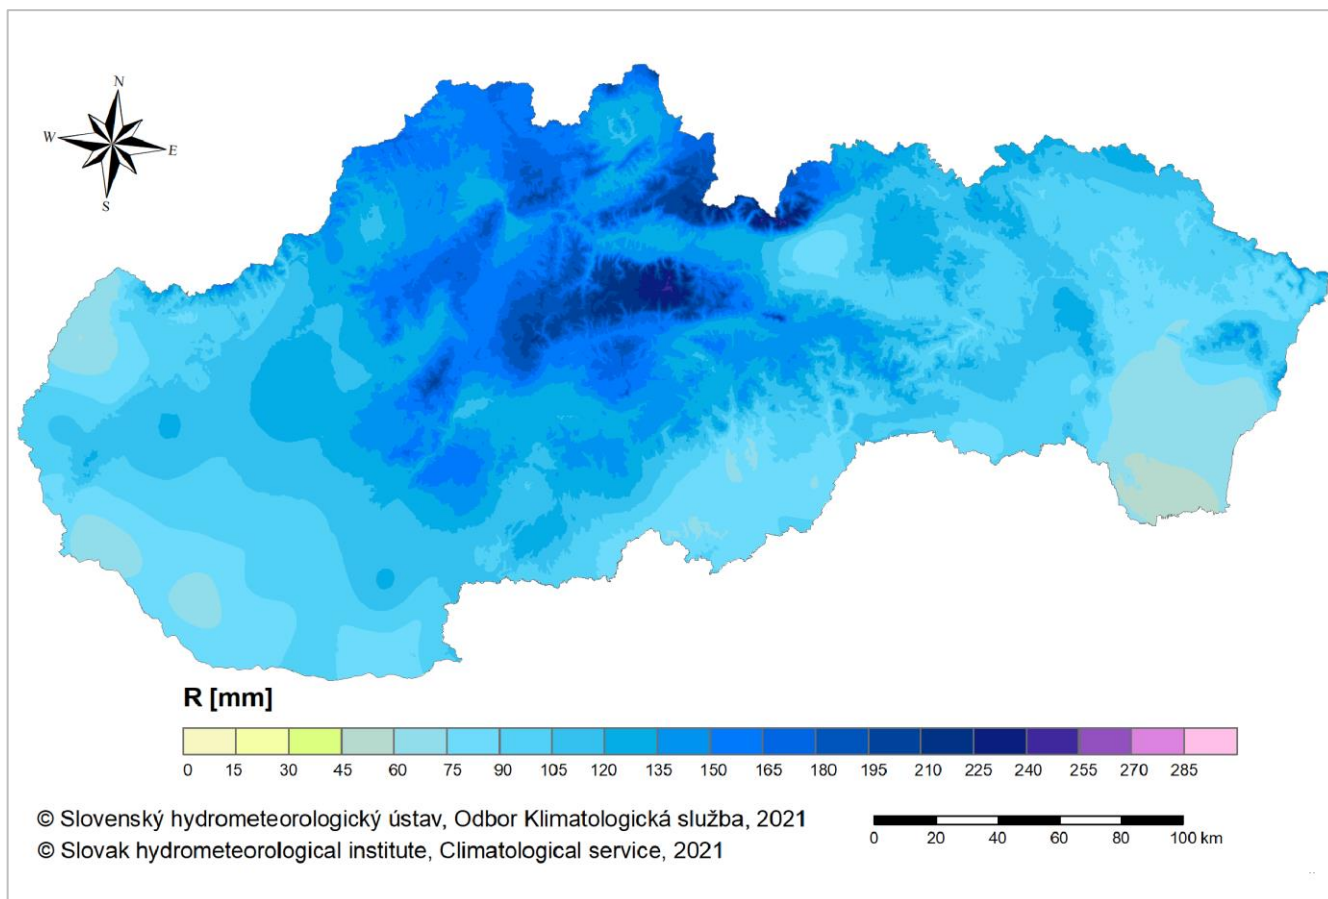 N
W
E
S
R [mm]
0 15 30 45 60 75 90 105 120 135 150 165 180 195 210 225 240 255 270 285
© Slovenský hydrometeorologický ústav, Odbor Klimatologická služba, 2021
© Slovak hydrometeorological institute, Climatological service, 2021
0 20 40 60 80 100 km